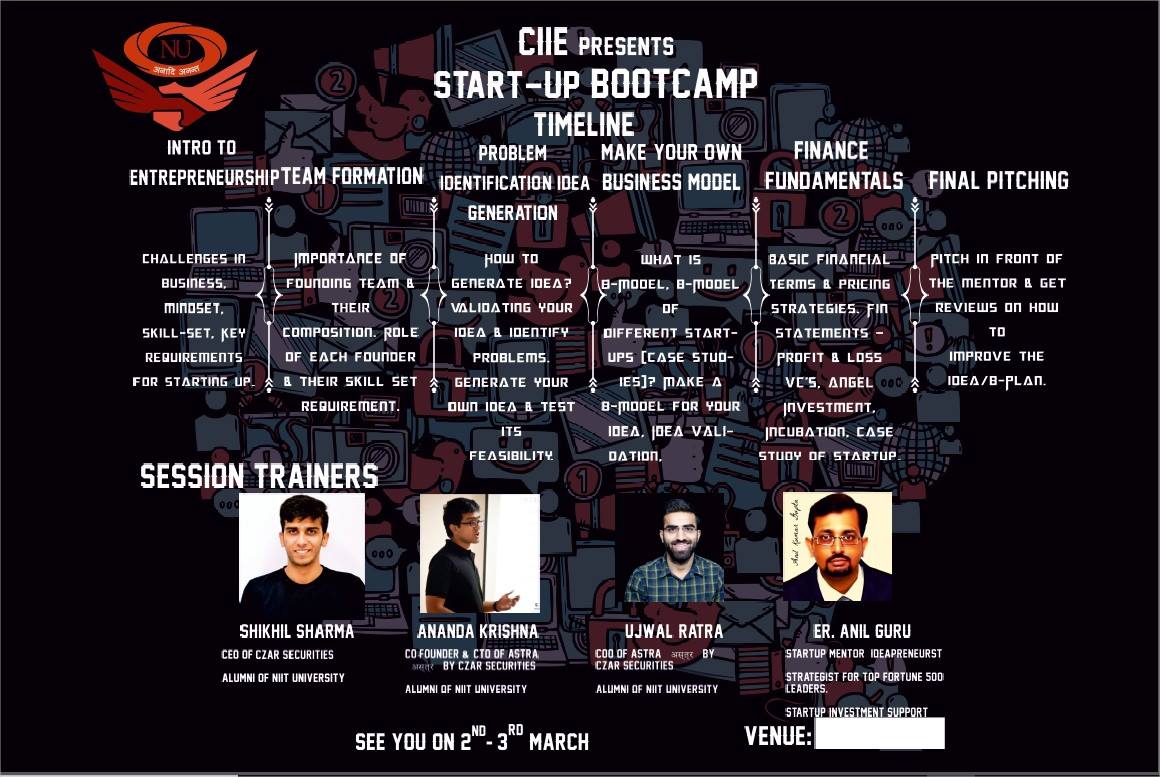 NU
अनादि अनन्त
CIIE PRESENTS
START-UP BOOTCAMP
TIMELINE
INTRO TO
ENTREPRENEURSHIP
CHALLENGES IN
BUSINESS,
MINDSET,
SKILL-SET, KEY
REQUIREMENTS
FOR STARTING UP.
TEAM FORMATION
IMPORTANCE OF
FOUNDING TEAM &
THEIR
COMPOSITION. ROLE
OF EACH FOUNDER
& THEIR SKILL SET
REQUIREMENT.
PROBLEM
IDENTIFICATION IDEA
GENERATION
HOW TO
GENERATE IDEA?
VALIDATING YOUR
IDEA & IDENTIFY
PROBLEMS.
GENERATE YOUR
OWN IDEA & TEST
ITS
FEASIBILITY.
MAKE YOUR OWN
BUSINESS MODEL
WHAT IS
B-MODEL, B-MODEL
OF
DIFFERENT START-
UPS [CASE STUD-
IES]? MAKE A
B-MODEL FOR YOUR
IDEA, IDEA VALI-
DATION.
FINANCE
FUNDAMENTALS
BASIC FINANCIAL
TERMS & PRICING
STRATEGIES. FIN
STATEMENTS -
PROFIT & LOSS
VC'S, ANGEL
INVESTMENT,
INCUBATION, CASE
STUDY OF STARTUP.
FINAL PITCHING
PITCH IN FRONT OF
THE MENTOR & GET
REVIEWS ON HOW
TO
IMPROVE THE
IDEA/B-PLAN.
SESSION TRAINERS
SHIKHIL SHARMA
CEO OF CZAR SECURITIES
ALUMNI OF NIIT UNIVERSITY
ANANDA KRISHNA
CO FOUNDER & CTO OF ASTRA
अस्त्र BY CZAR SECURITIES
ALUMNI OF NIIT UNIVERSITY
UJWAL RATRA
COO OF ASTRA अस्त्र BY
CZAR SECURITIES
ALUMNI OF NIIT UNIVERSITY
Anil Kumar Gupta
ER. ANIL GURU
STARTUP MENTOR IDEAPRENEURST
STRATEGIST FOR TOP FORTUNE 500
LEADERS.
STARTUP INVESTMENT SUPPORT
SEE YOU ON 2ND- 3RD MARCH
VENUE: